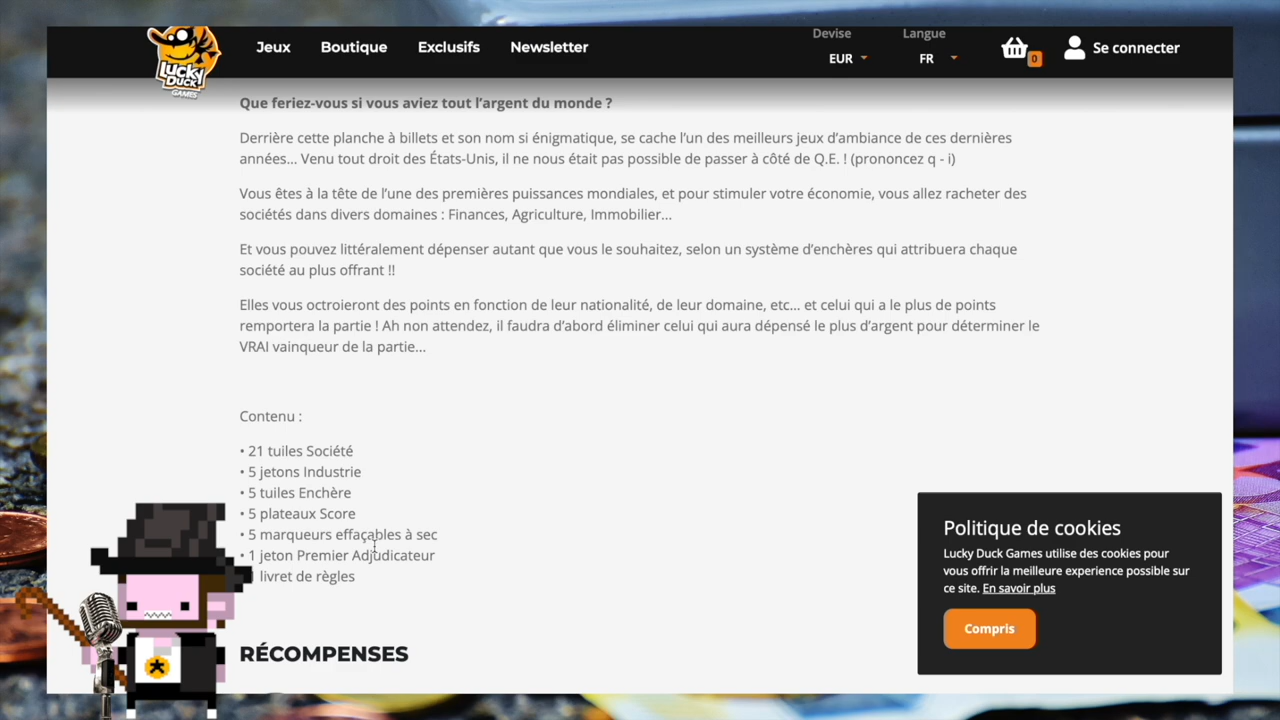 Lucky
Duck
GAMES
Jeux
Boutique
Exclusifs
Newsletter
Devise
EUR
Langue
FR
0
Se connecter
Que feriez-vous si vous aviez tout l'argent du monde ?
Derrière cette planche à billets et son nom si énigmatique, se cache l'un des meilleurs jeux d'ambiance de ces dernières
années... Venu tout droit des États-Unis, il ne nous était pas possible de passer à côté de Q.E. ! (prononcez q - i)
Vous êtes à la tête de l'une des premières puissances mondiales, et pour stimuler votre économie, vous allez racheter des
sociétés dans divers domaines : Finances, Agriculture, Immobilier...
Et vous pouvez littéralement dépenser autant que vous le souhaitez, selon un système d'enchères qui attribuera chaque
société au plus offrant !!
Elles vous octroieront des points en fonction de leur nationalité, de leur domaine, etc... et celui qui a le plus de points
remportera la partie ! Ah non attendez, il faudra d'abord éliminer celui qui aura dépensé le plus d'argent pour déterminer le
VRAI vainqueur de la partie...
Contenu :
• 21 tuiles Société
• 5 jetons Industrie
• 5 tuiles Enchère
• 5 plateaux Score
• 5 marqueurs effaçables à sec
• 1 jeton Premier Adjudicateur
livret de règles
RÉCOMPENSES
Politique de cookies
Lucky Duck Games utilise des cookies pour
vous offrir la meilleure experience possible sur
ce site. En savoir plus
Compris